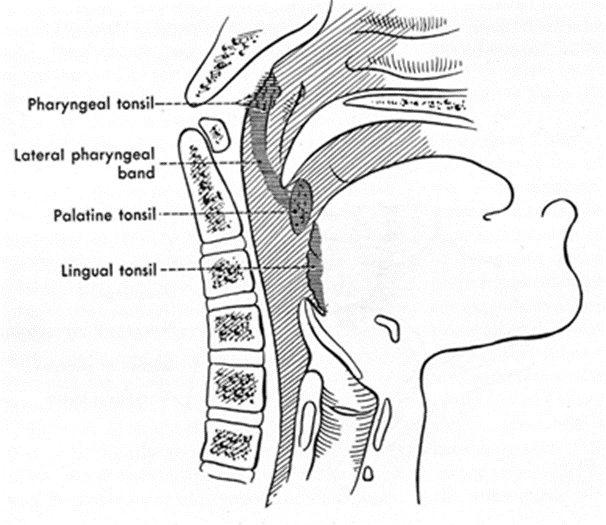 Pharyngeal tonsil
Lateral pharyngeal
band
Palatine tonsil
Lingual tonsil